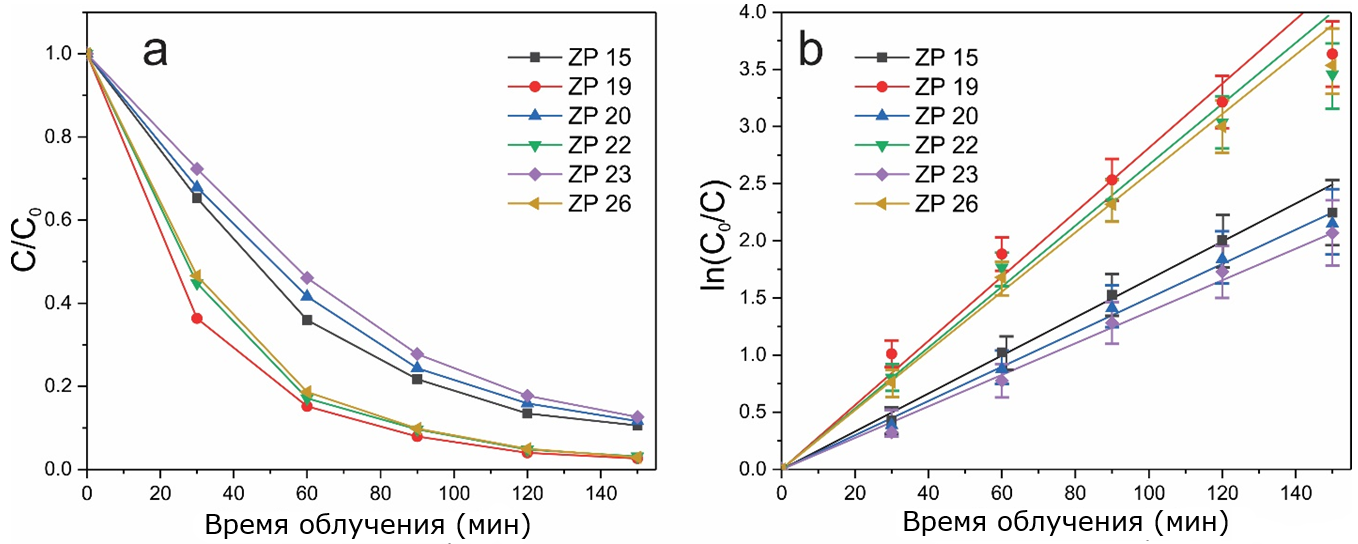 a
ZP 15
ZP 19
ZP 20
ZP 22
ZP 23
ZP 26
1.0
0.8
0.6
0.4
0.2
0.0
C/C₀
0 20 40 60 80 100 120 140
Время облучения (мин)
b
ZP 15
ZP 19
ZP 20
ZP 22
ZP 23
ZP 26
4.0
3.5
3.0
2.5
2.0
1.5
1.0
0.5
0.0
ln(C₀/C)
0 20 40 60 80 100 120 140
Время облучения (мин)